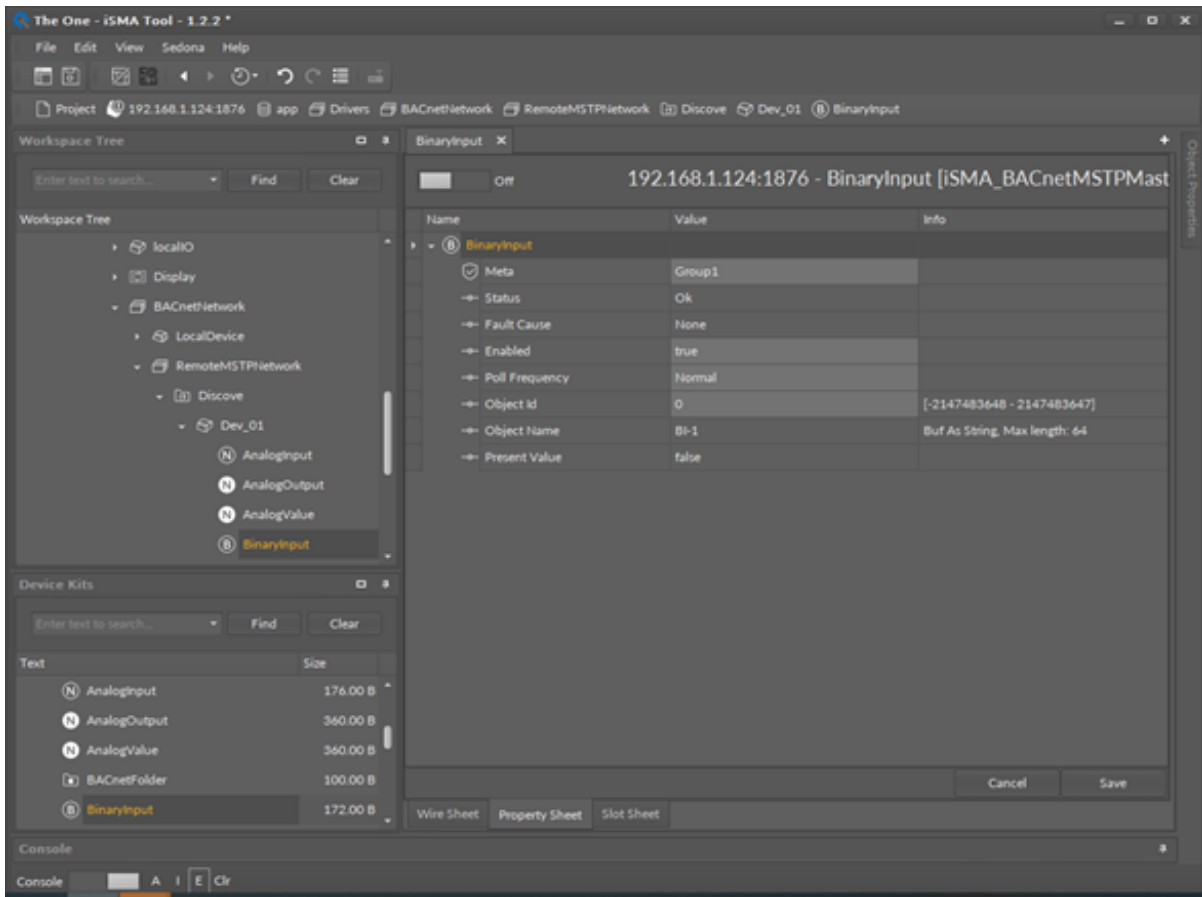 The One - iSMA Tool - 1.2.2 *
File Edit View Sedona Help
Project 192.168.1.124:1876 app Drivers BACnetNetwork RemoteMSTPNetwork Discove Dev_01 B BinaryInput
Workspace Tree
Enter text to search... Find Clear
Workspace Tree
localIO
Display
BACnetNetwork
LocalDevice
RemoteMSTPNetwork
Discove
Dev_01
N AnalogInput
N AnalogOutput
N AnalogValue
B BinaryInput
Device Kits
Enter text to search... Find Clear
Text Size
N AnalogInput 176.00 B
N AnalogOutput 360.00 B
N AnalogValue 360.00 B
BACnetFolder 100.00 B
B BinaryInput 172.00 B
BinaryInput
Off 192.168.1.124:1876 - BinaryInput [iSMA_BACnetMSTPMast
Name Value Info
B BinaryInput
Meta Group1
Status Ok
Fault Cause None
Enabled true
Poll Frequency Normal
Object Id 0 [-2147483648 - 2147483647]
Object Name BI-1 Buf As String, Max length: 64
Present Value false
Cancel Save
Wire Sheet Property Sheet Slot Sheet
Object Properties
Console
Console A I E Clr